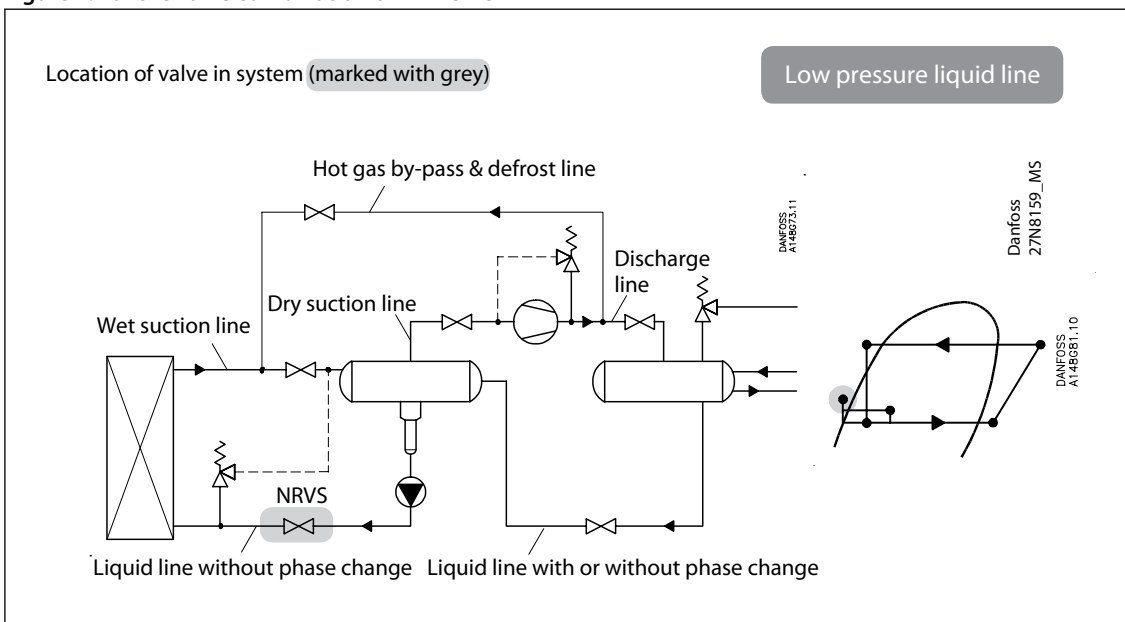 Location of valve in system (marked with grey)
Low pressure liquid line
Hot gas by-pass & defrost line
DANFOSS
A14BG73.11
Danfoss
27N8159_MS
Discharge
line
Dry suction line
Wet suction line
DANFOSS
A14BG81.10
NRVS
Liquid line without phase change
Liquid line with or without phase change